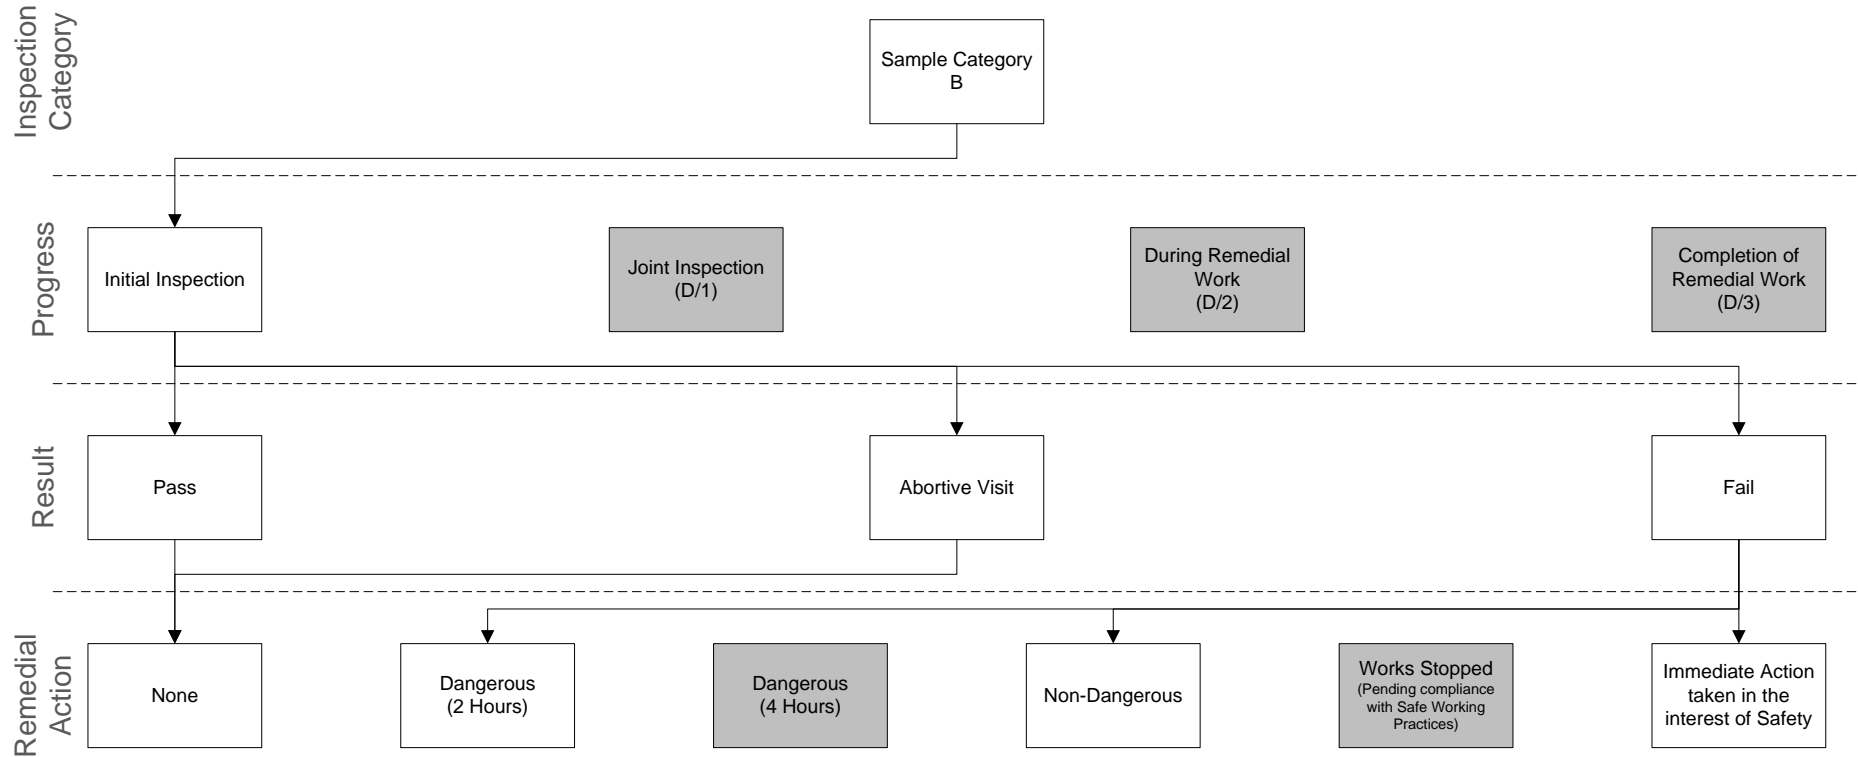 Inspection
Category
Sample Category
B
Progress
Initial Inspection
Joint Inspection
(D/1)
During Remedial
Work
(D/2)
Completion of
Remedial Work
(D/3)
Result
Pass
Abortive Visit
Fail
Remedial
Action
None
Dangerous
(2 Hours)
Dangerous
(4 Hours)
Non-Dangerous
Works Stopped
(Pending compliance
with Safe Working
Practices)
Immediate Action
taken in the
interest of Safety